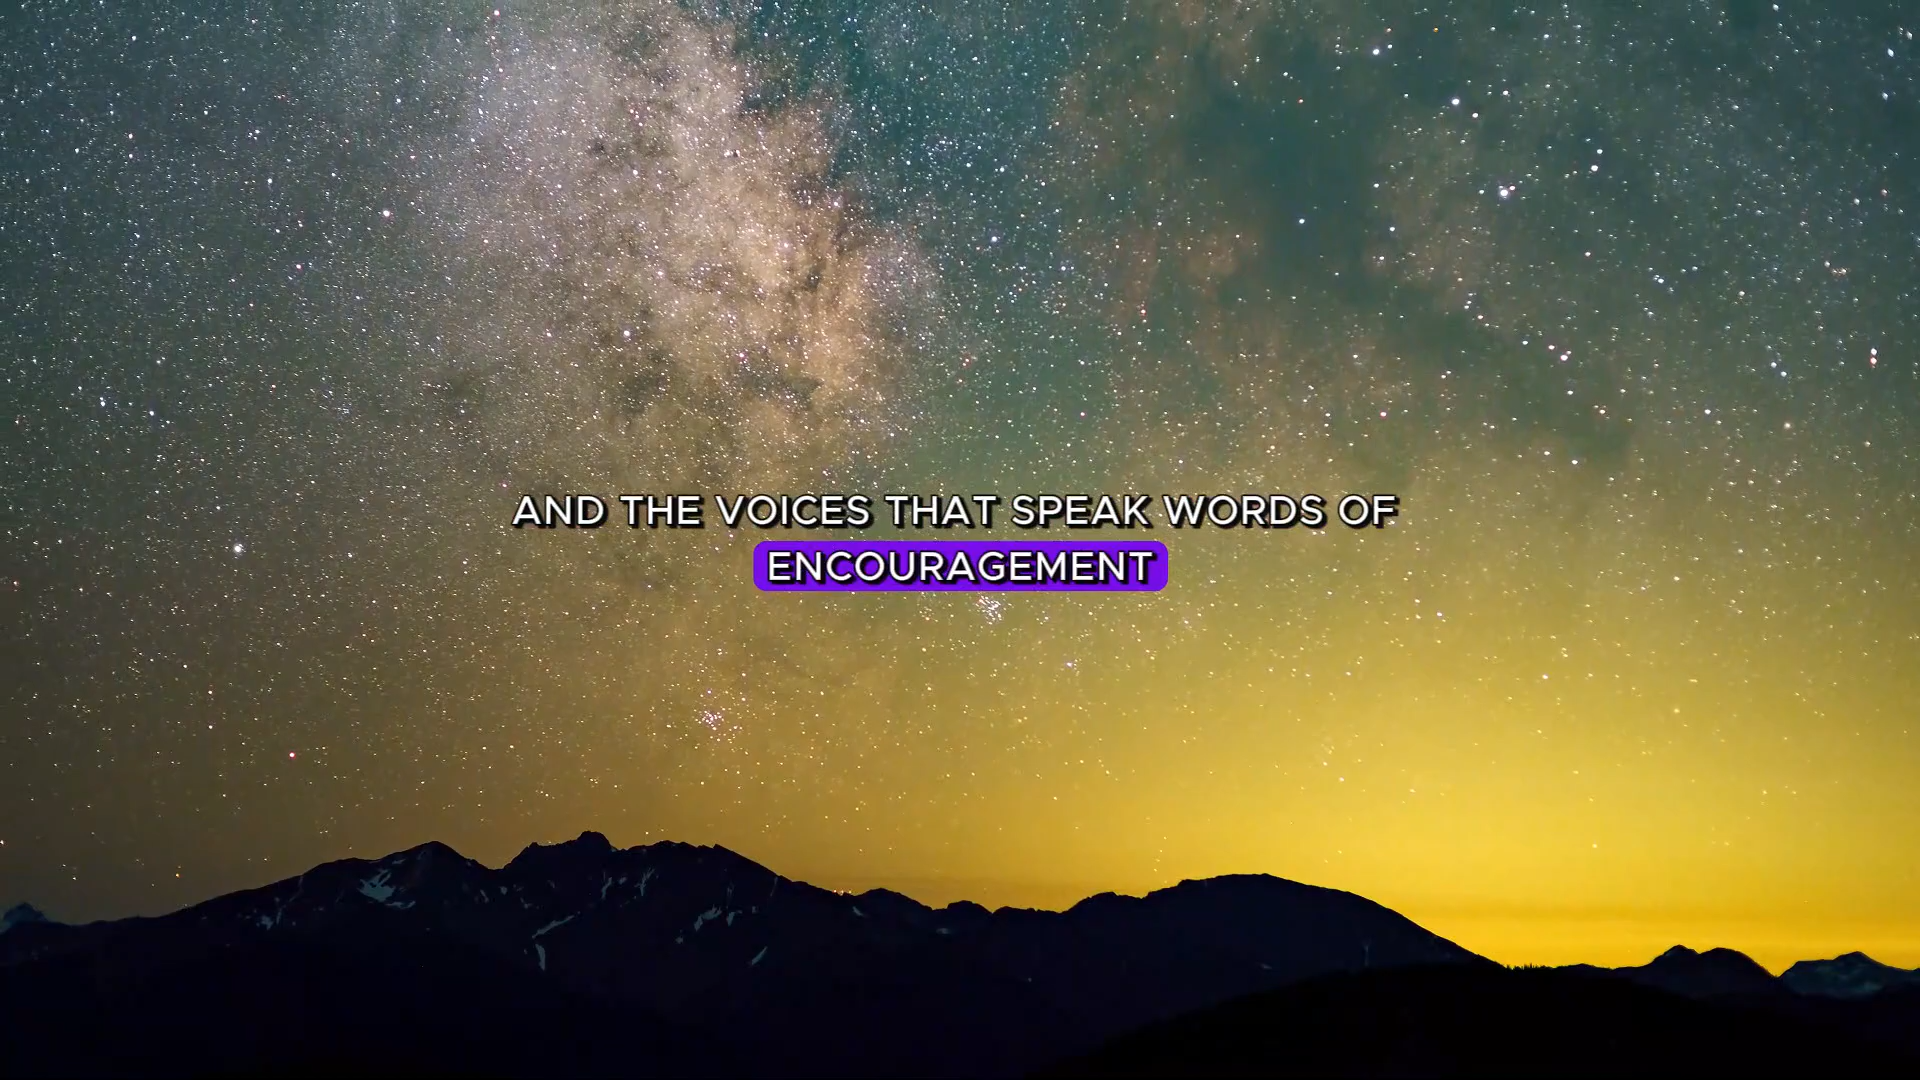 AND THE VOICES THAT SPEAK WORDS OF
ENCOURAGEMENT